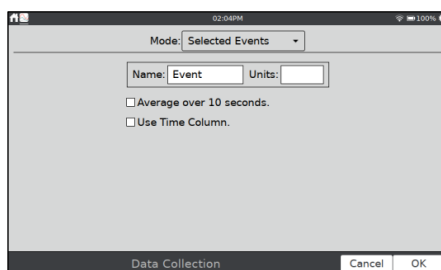 02:04PM 100%
Mode: Selected Events
Name: Event Units:
Average over 10 seconds.
Use Time Column.
Data Collection Cancel OK